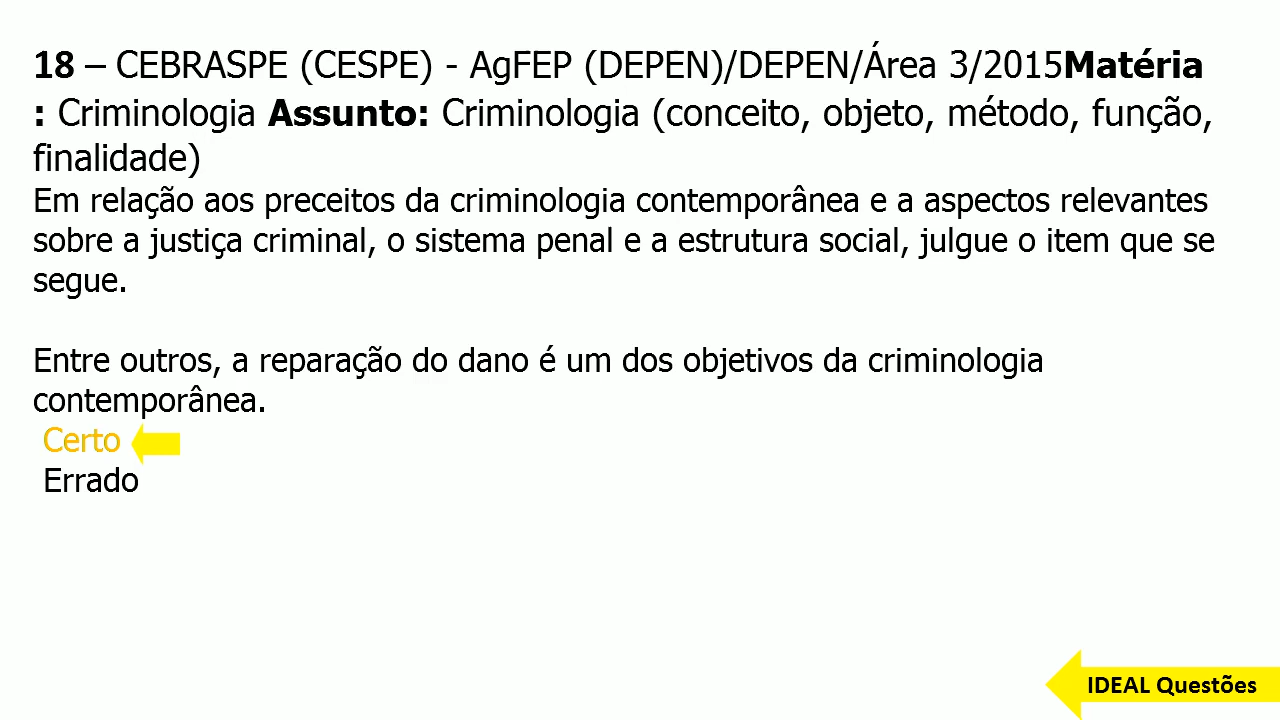 18 – CEBRASPE (CESPE) - AgFEP (DEPEN)/DEPEN/Área 3/2015Matéria
: Criminologia Assunto: Criminologia (conceito, objeto, método, função,
finalidade)
Em relação aos preceitos da criminologia contemporânea e a aspectos relevantes
sobre a justiça criminal, o sistema penal e a estrutura social, julgue o item que se
segue.
Entre outros, a reparação do dano é um dos objetivos da criminologia
contemporânea.
Certo
Errado
IDEAL Questões